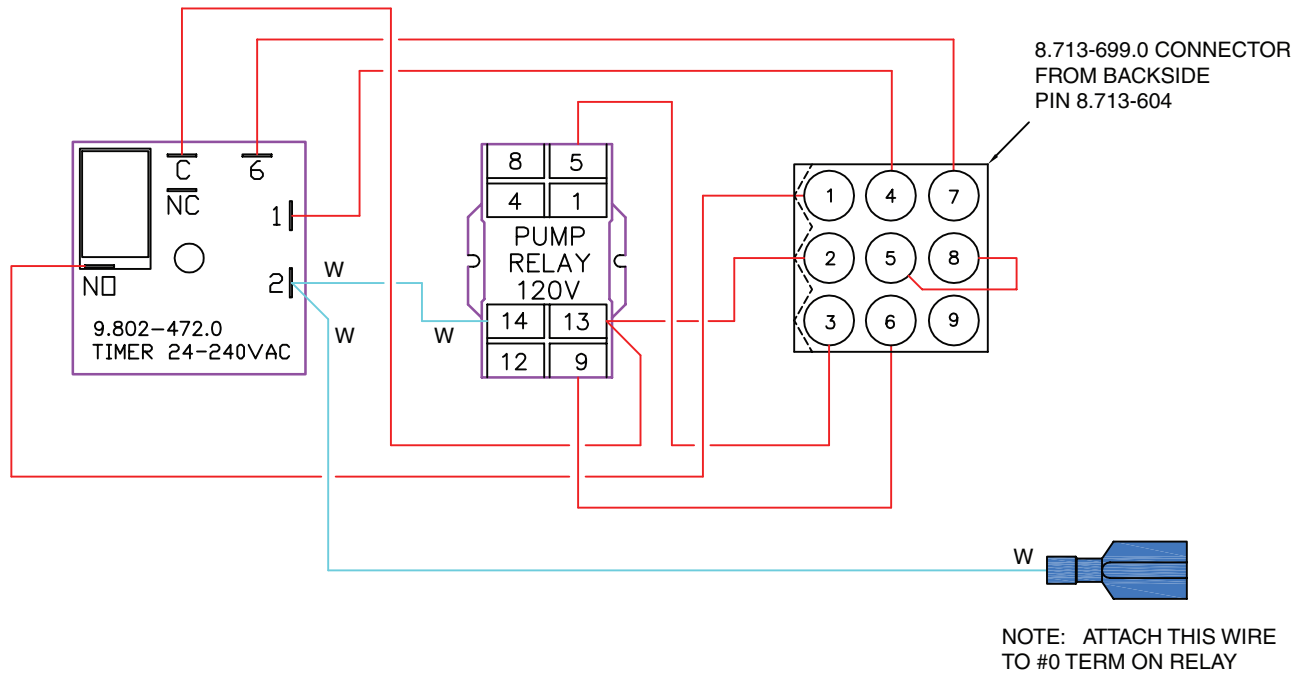 8.713-699.0 CONNECTOR
FROM BACKSIDE
PIN 8.713-604
C
6
NC
1
2
NO
9.802-472.0
TIMER 24-240VAC
W
W
8 5
4 1
PUMP
RELAY
120V
14 13
12 9
W
1 4 7
2 5 8
3 6 9
W
NOTE: ATTACH THIS WIRE
TO #0 TERM ON RELAY